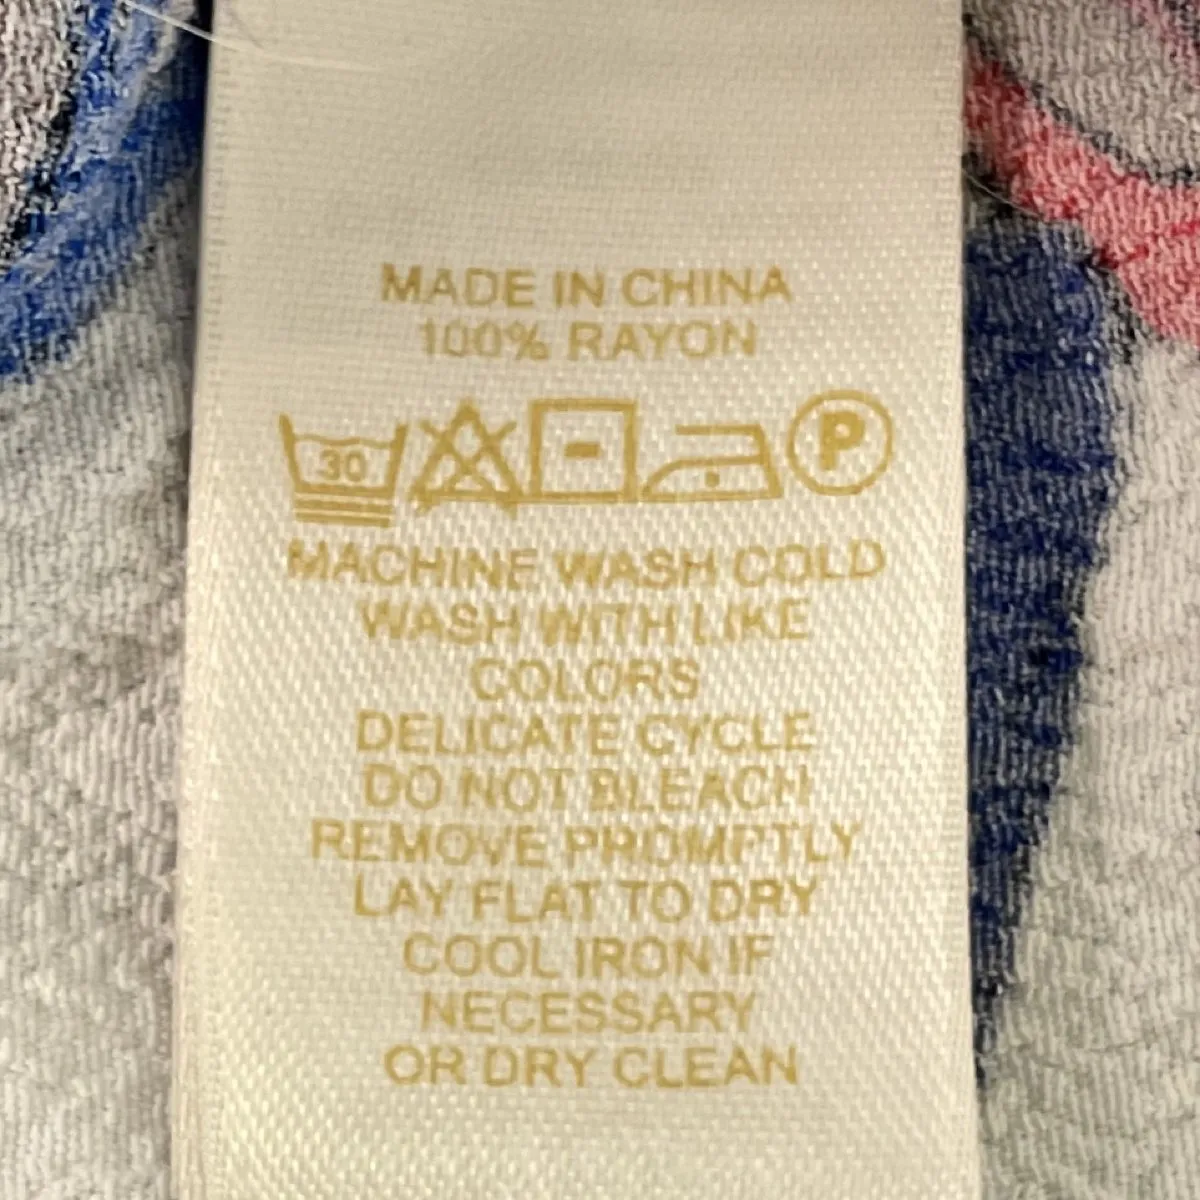 MADE IN CHINA
100% RAYON
30 P
MACHINE WASH COLD
WASH WITH LIKE
COLORS
DELICATE CYCLE
DO NOT BLEACH
REMOVE PROMPTLY
LAY FLAT TO DRY
COOL IRON IF
NECESSARY
OR DRY CLEAN